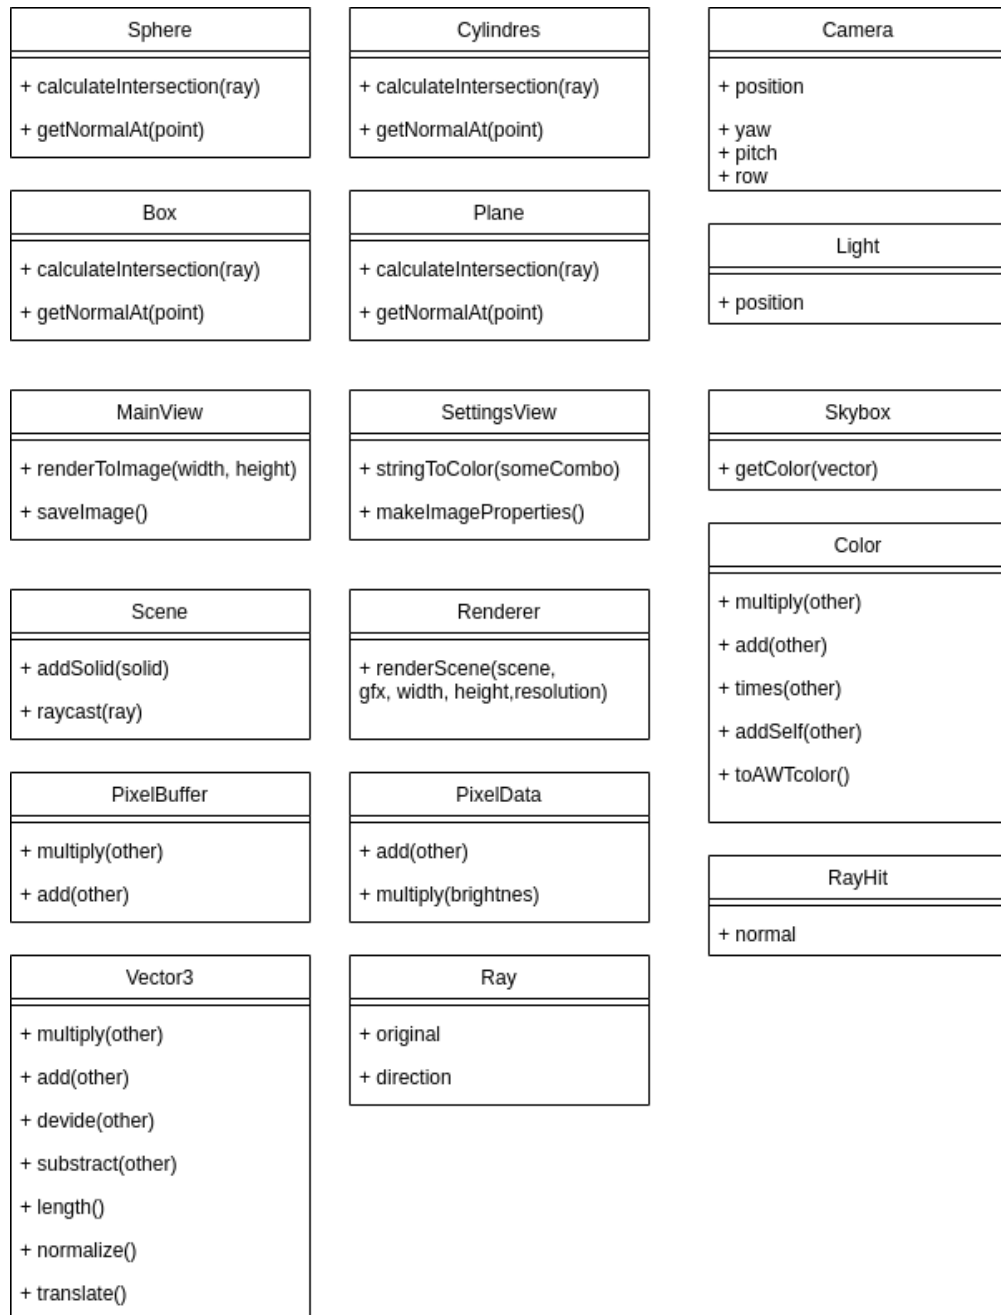 Sphere
+ calculateIntersection(ray)
+ getNormalAt(point)
Cylindres
+ calculateIntersection(ray)
+ getNormalAt(point)
Camera
+ position
+ yaw
+ pitch
+ row
Box
+ calculateIntersection(ray)
+ getNormalAt(point)
Plane
+ calculateIntersection(ray)
+ getNormalAt(point)
Light
+ position
MainView
+ renderToImage(width, height)
+ saveImage()
SettingsView
+ stringToColor(someCombo)
+ makeImageProperties()
Skybox
+ getColor(vector)
Color
+ multiply(other)
+ add(other)
+ times(other)
+ addSelf(other)
+ toAWTcolor()
Scene
+ addSolid(solid)
+ raycast(ray)
Renderer
+ renderScene(scene,
gfx, width, height,resolution)
PixelBuffer
+ multiply(other)
+ add(other)
PixelData
+ add(other)
+ multiply(brightnes)
RayHit
+ normal
Vector3
+ multiply(other)
+ add(other)
+ devide(other)
+ substract(other)
+ length()
+ normalize()
+ translate()
Ray
+ original
+ direction